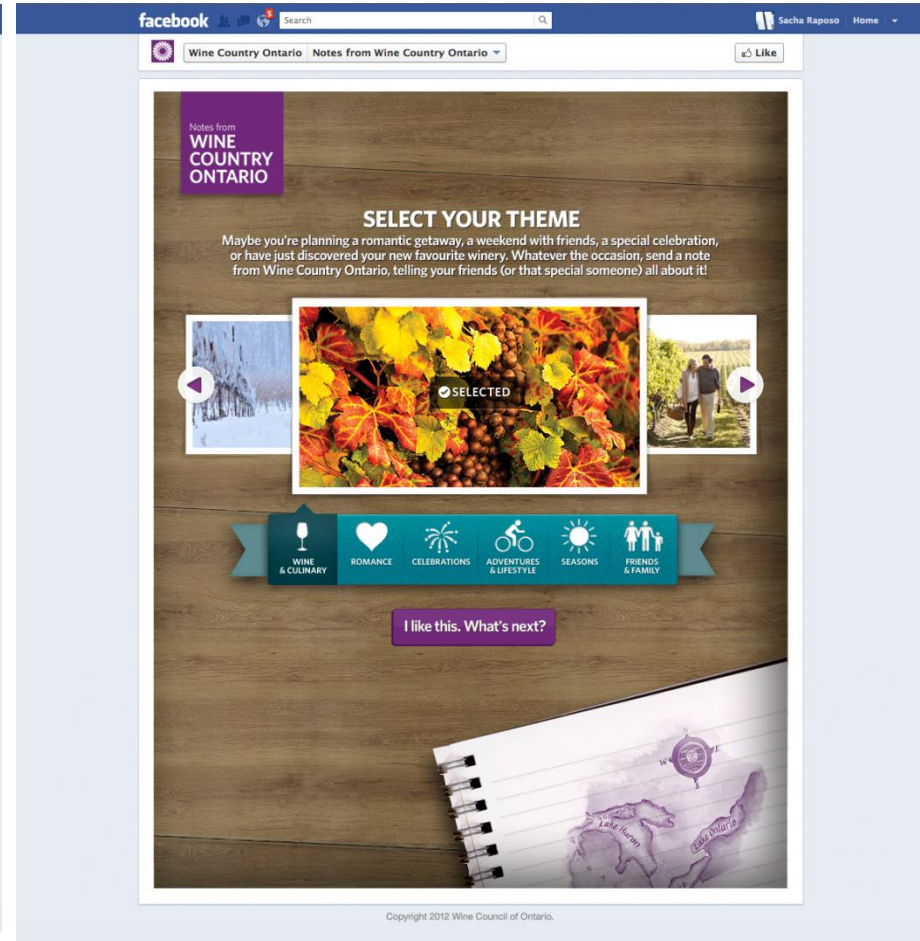 facebook
5
Search
Sacha Raposo
Home
Wine Country Ontario
Notes from Wine Country Ontario
Like
Notes from
WINE
COUNTRY
ONTARIO
SELECT YOUR THEME
Maybe you're planning a romantic getaway, a weekend with friends, a special celebration,
or have just discovered your new favourite winery. Whatever the occasion, send a note
from Wine Country Ontario, telling your friends (or that special someone) all about it!
SELECTED
WINE
& CULINARY
ROMANCE
CELEBRATIONS
ADVENTURES
& LIFESTYLE
SEASONS
FRIENDS
& FAMILY
I like this. What's next?
W
E
S
Lake Huron
Lake Ontario
Copyright 2012 Wine Council of Ontario.